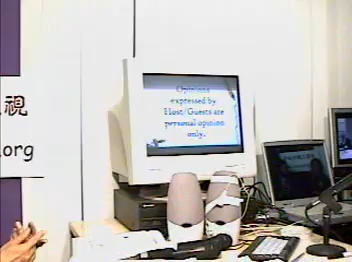 視
.org
Opinions
expressed by
Host/Guests are
personal opinion
only.